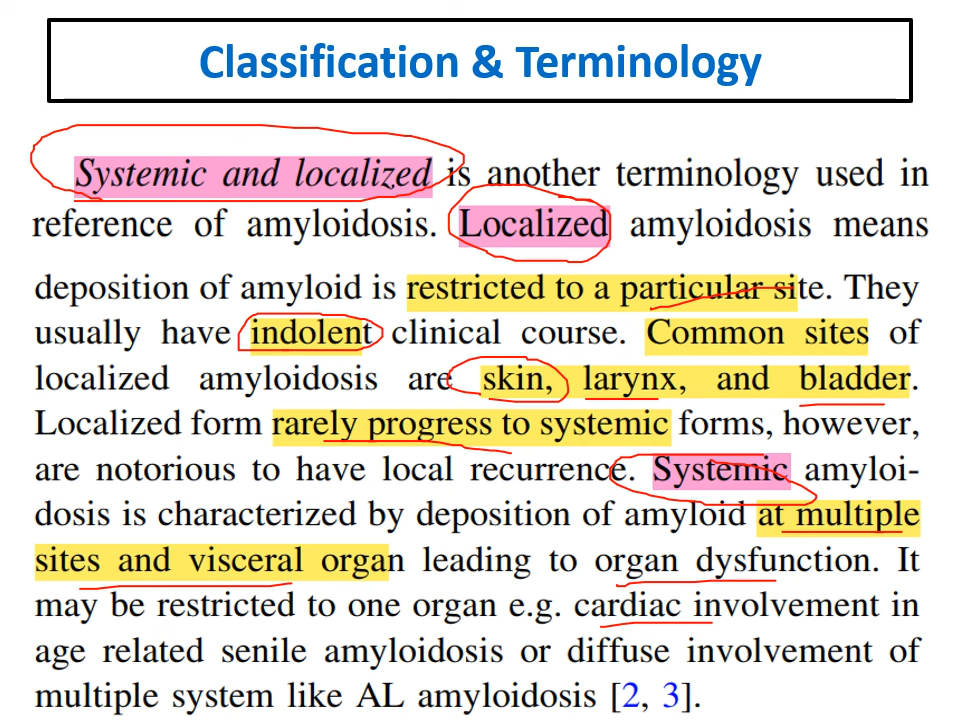 Classification & Terminology
Systemic and localized is another terminology used in
reference of amyloidosis. Localized amyloidosis means
deposition of amyloid is restricted to a particular site. They
usually have indolent clinical course. Common sites of
localized amyloidosis are skin, larynx, and bladder.
Localized form rarely progress to systemic forms, however,
are notorious to have local recurrence. Systemic amyloi-
dosis is characterized by deposition of amyloid at multiple
sites and visceral organ leading to organ dysfunction. It
may be restricted to one organ e.g. cardiac involvement in
age related senile amyloidosis or diffuse involvement of
multiple system like AL amyloidosis [2, 3].